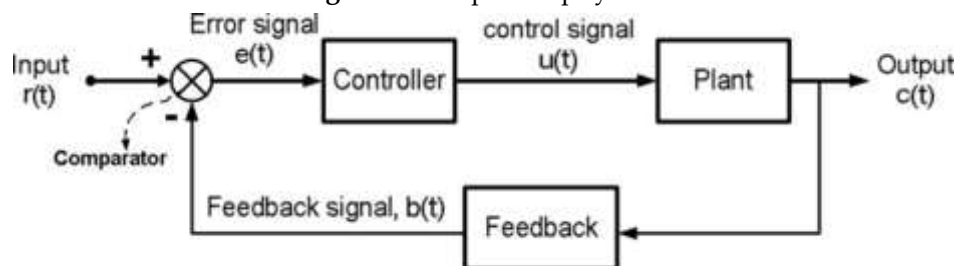 Input
r(t)
+
-
Comparator
Error signal
e(t)
Controller
control signal
u(t)
Plant
Output
c(t)
Feedback signal, b(t)
Feedback